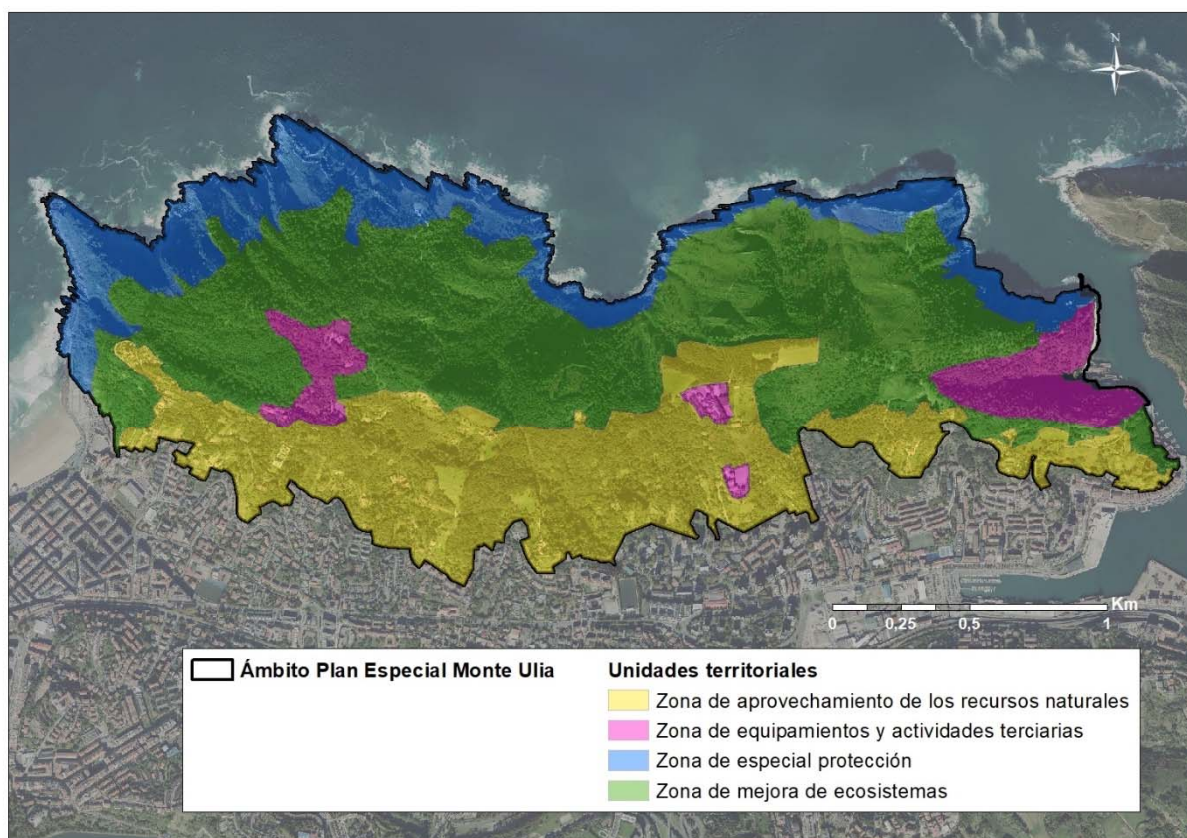 N
Km
0 0,25 0,5 1
Ámbito Plan Especial Monte Ulia
Unidades territoriales
Zona de aprovechamiento de los recursos naturales
Zona de equipamientos y actividades terciarias
Zona de especial protección
Zona de mejora de ecosistemas